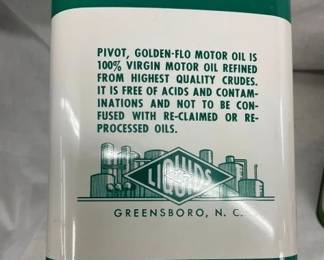 PIVOT, GOLDEN-FLO MOTOR OIL IS
100% VIRGIN MOTOR OIL REFINED
FROM HIGHEST QUALITY CRUDES.
IT IS FREE OF ACIDS AND CONTAM-
INATIONS AND NOT TO BE CON-
FUSED WITH RE-CLAIMED OR RE-
PROCESSED OILS.
LIQUIDS
GREENSBORO, N. C.